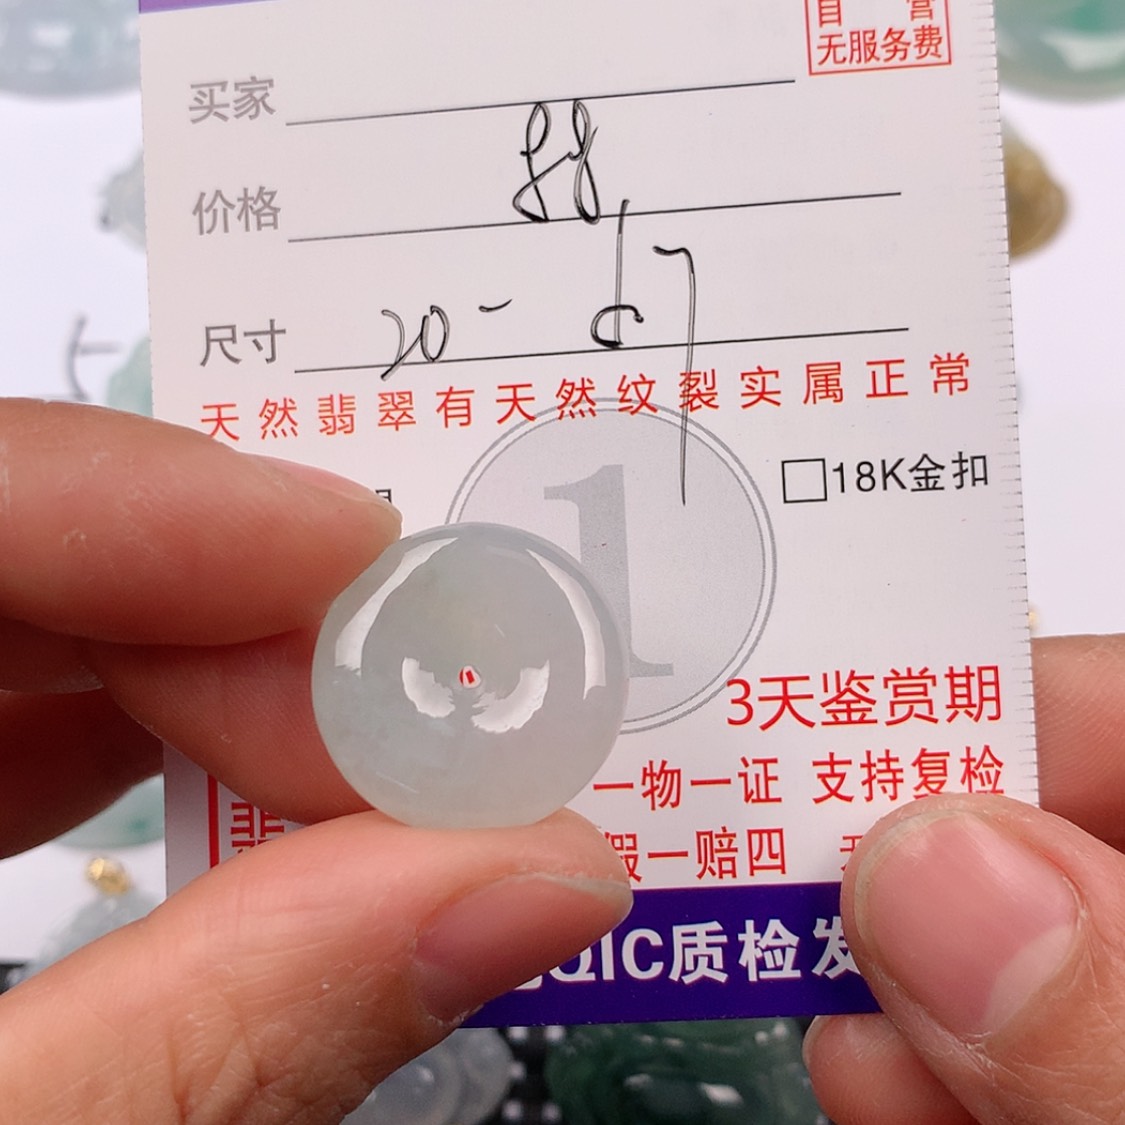 自 营
无服务费
买家
价格 88
尺寸 20-6.7
天然翡翠有天然纹裂实属正常
1
□18K金扣
3天鉴赏期
一物一证 支持复检
假一赔四
QIC质检发